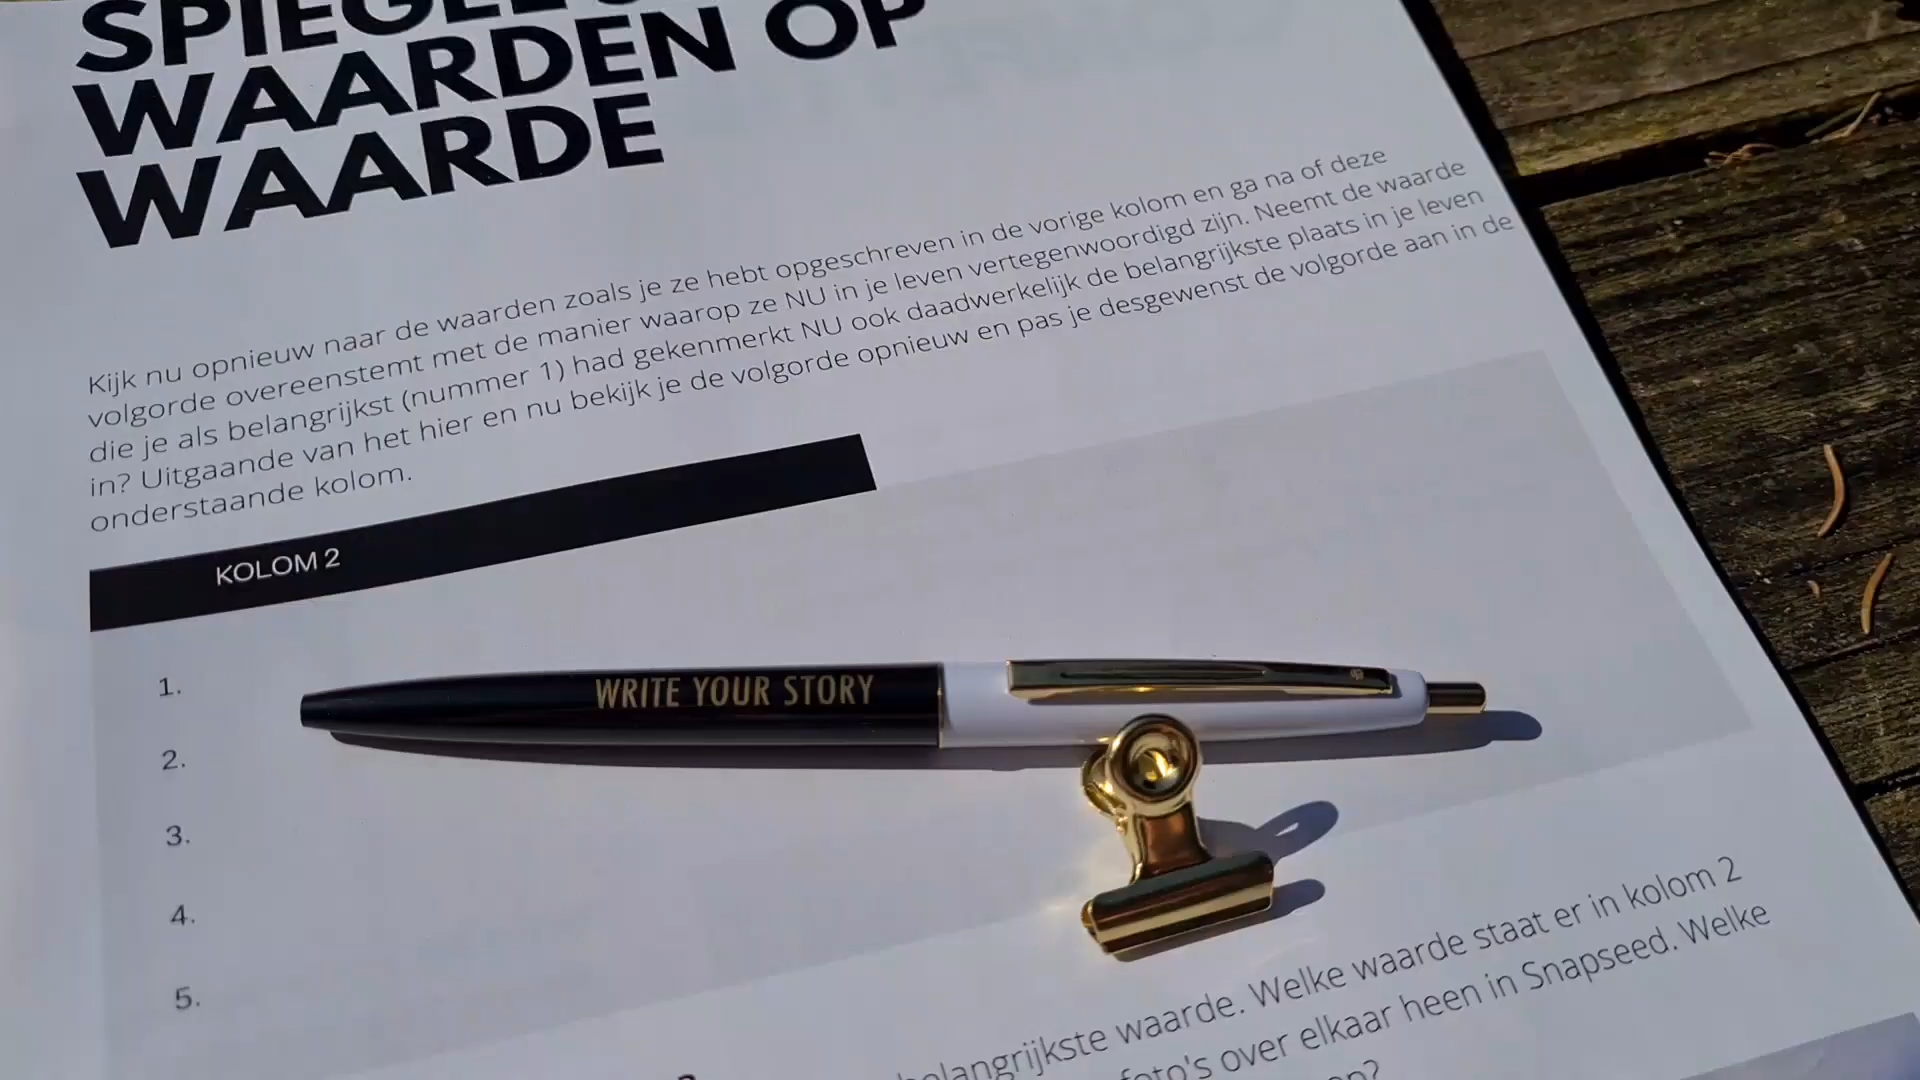 WAARDEN OP
WAARDE
Kijk nu opnieuw naar de waarden zoals je ze hebt opgeschreven in de vorige kolom en ga na of deze
volgorde overeenstemt met de manier waarop ze NU in je leven vertegenwoordigd zijn. Neemt de waarde
die je als belangrijkst (nummer 1) had gekenmerkt NU ook daadwerkelijk de belangrijkste plaats in je leven
in? Uitgaande van het hier en nu bekijk je de volgorde opnieuw en pas je desgewenst de volgorde aan in de
onderstaande kolom.
KOLOM 2
1.
WRITE YOUR STORY
2.
3.
4.
5.
waarde. Welke waarde staat er in kolom 2
foto's over elkaar heen in Snapseed. Welke